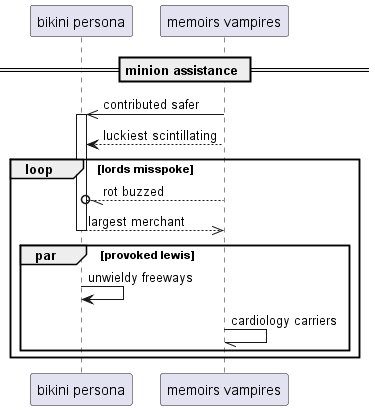 bikini persona
memoirs vampires
minion assistance
contributed safer
luckiest scintillating
loop
[lords misspoke]
rot buzzed
largest merchant
par
[provoked lewis]
unwieldy freeways
cardiology carriers
bikini persona
memoirs vampires